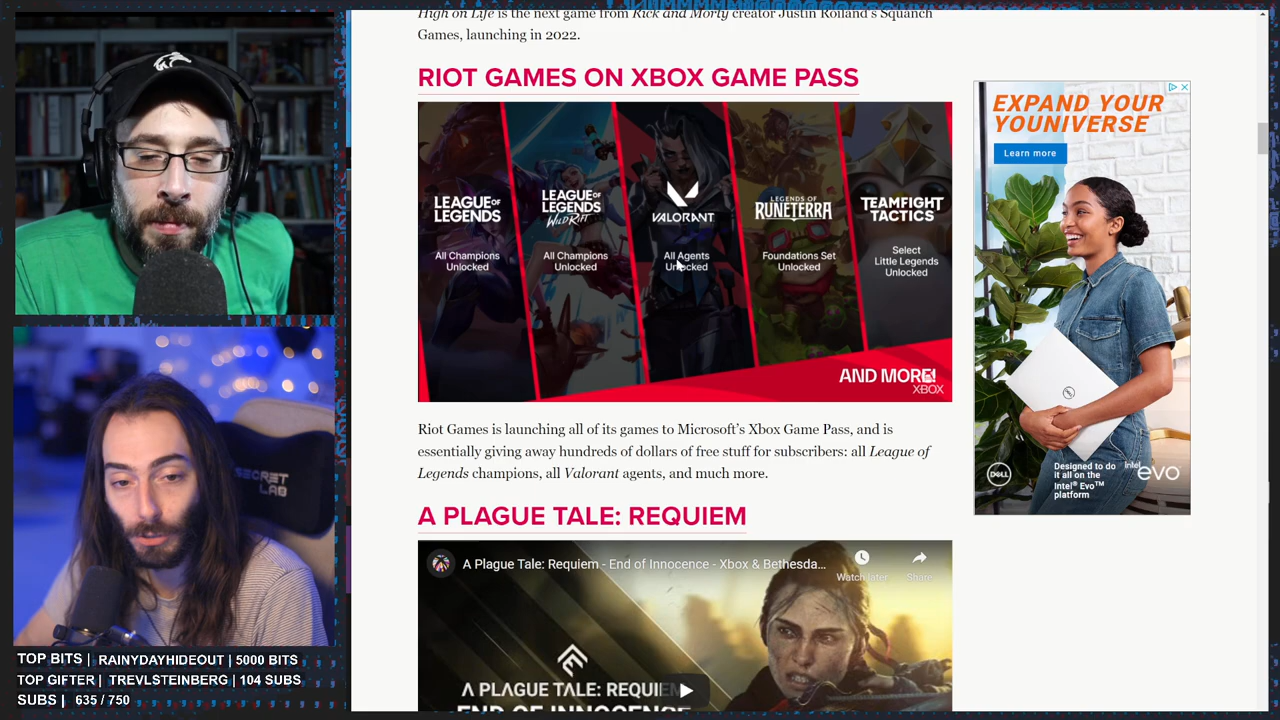 High on Life is the next game from Rick and Morty creator Justin Roiland's Squanch
Games, launching in 2022.
RIOT GAMES ON XBOX GAME PASS
LEAGUE OF
LEGENDS
All Champions
Unlocked
LEAGUE OF
LEGENDS
WILD RIFT
All Champions
Unlocked
VALORANT
All Agents
Unlocked
LEGENDS OF
RUNETERRA
Foundations Set
Unlocked
TEAMFIGHT
TACTICS
Select
Little Legends
Unlocked
AND MORE!
XBOX
Riot Games is launching all of its games to Microsoft's Xbox Game Pass, and is
essentially giving away hundreds of dollars of free stuff for subscribers: all League of
Legends champions, all Valorant agents, and much more.
A PLAGUE TALE: REQUIEM
A Plague Tale: Requiem - End of Innocence - Xbox & Bethesda...
Watch later
Share
A PLAGUE TALE: REQUIEM
END OF INNOCENCE
EXPAND YOUR
YOUNIVERSE
Learn more
DELL
Designed to do
it all on the
Intel® Evo™
platform
intel
evo
SECRET
LAB
TOP BITS | RAINYDAYHIDEOUT | 5000 BITS
TOP GIFTER | TREVLSTEINBERG | 104 SUBS
SUBS | 635 / 750